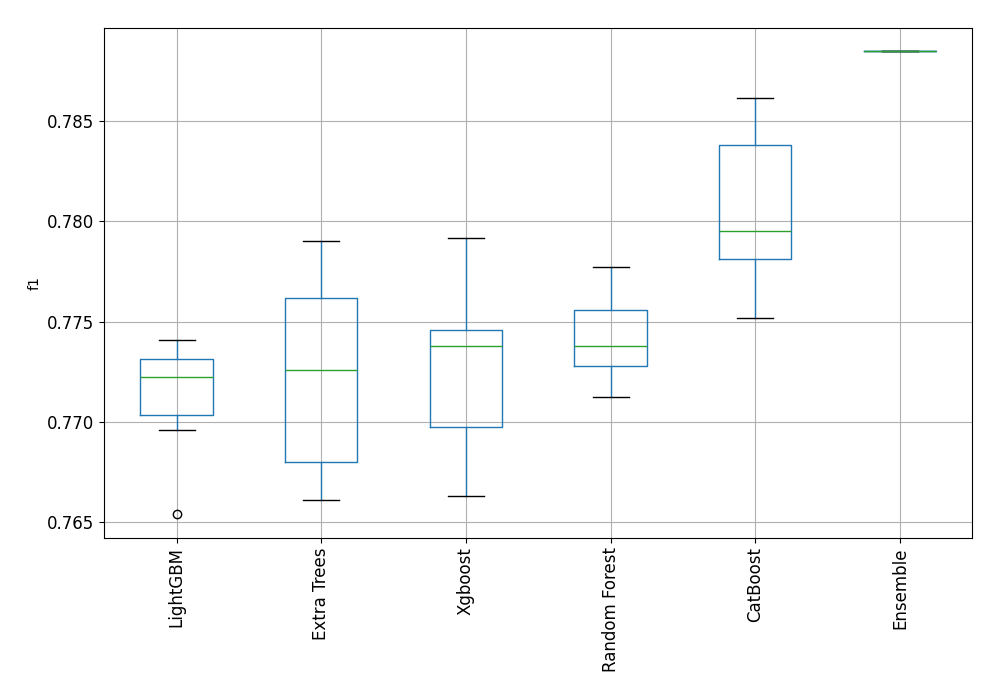 0.785
0.780
0.775
0.770
0.765
f1
LightGBM
Extra Trees
Xgboost
Random Forest
CatBoost
Ensemble